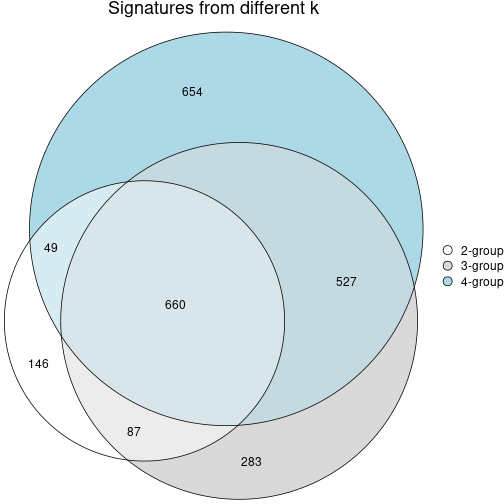 Signatures from different k
654
49
2-group
3-group
4-group
527
660
146
87
283